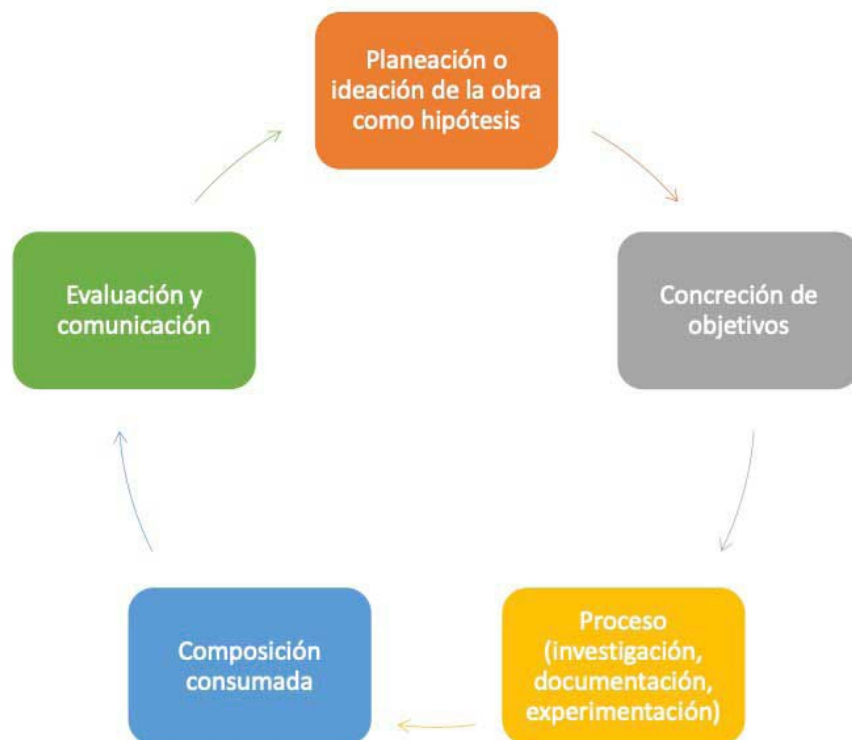 Planeación o
ideación de la obra
como hipótesis
Concreción de
objetivos
Proceso
(investigación,
documentación,
experimentación)
Composición
consumada
Evaluación y
comunicación